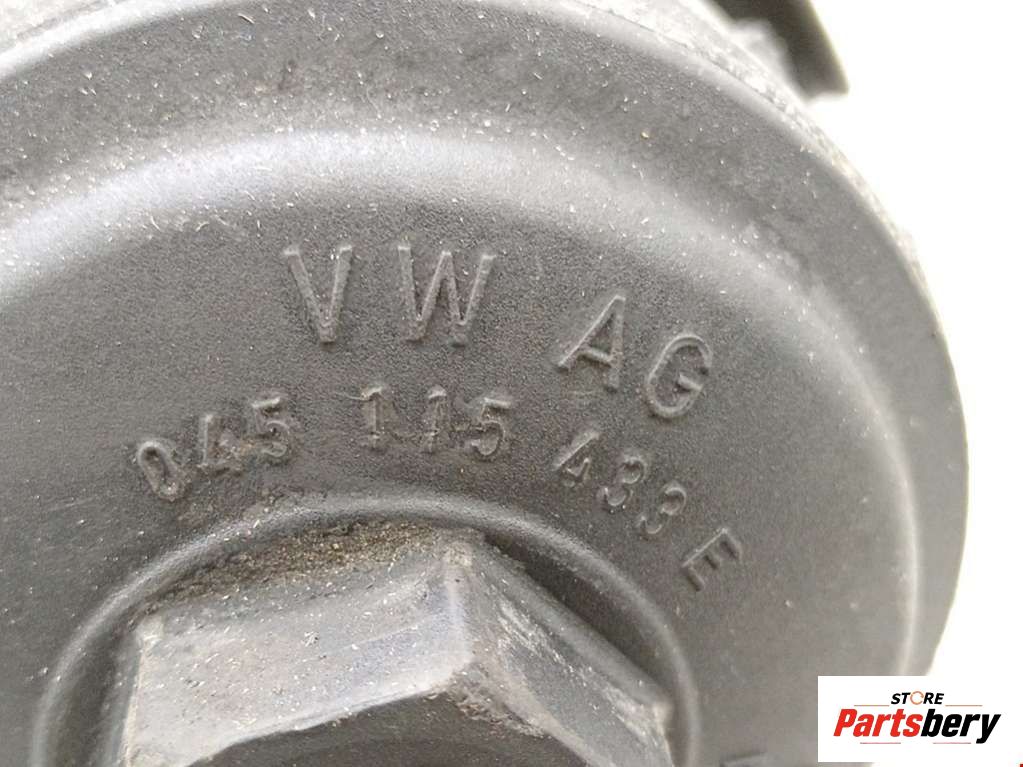 VW AG
045 115 433 E
STORE
Partsbery